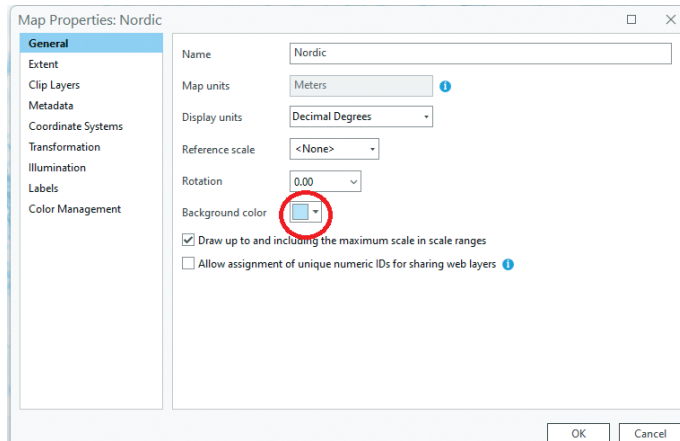 Map Properties: Nordic
General
Extent
Clip Layers
Metadata
Coordinate Systems
Transformation
Illumination
Labels
Color Management
Name Nordic
Map units Meters
Display units Decimal Degrees
Reference scale <None>
Rotation 0.00
Background color
Draw up to and including the maximum scale in scale ranges
Allow assignment of unique numeric IDs for sharing web layers
OK Cancel